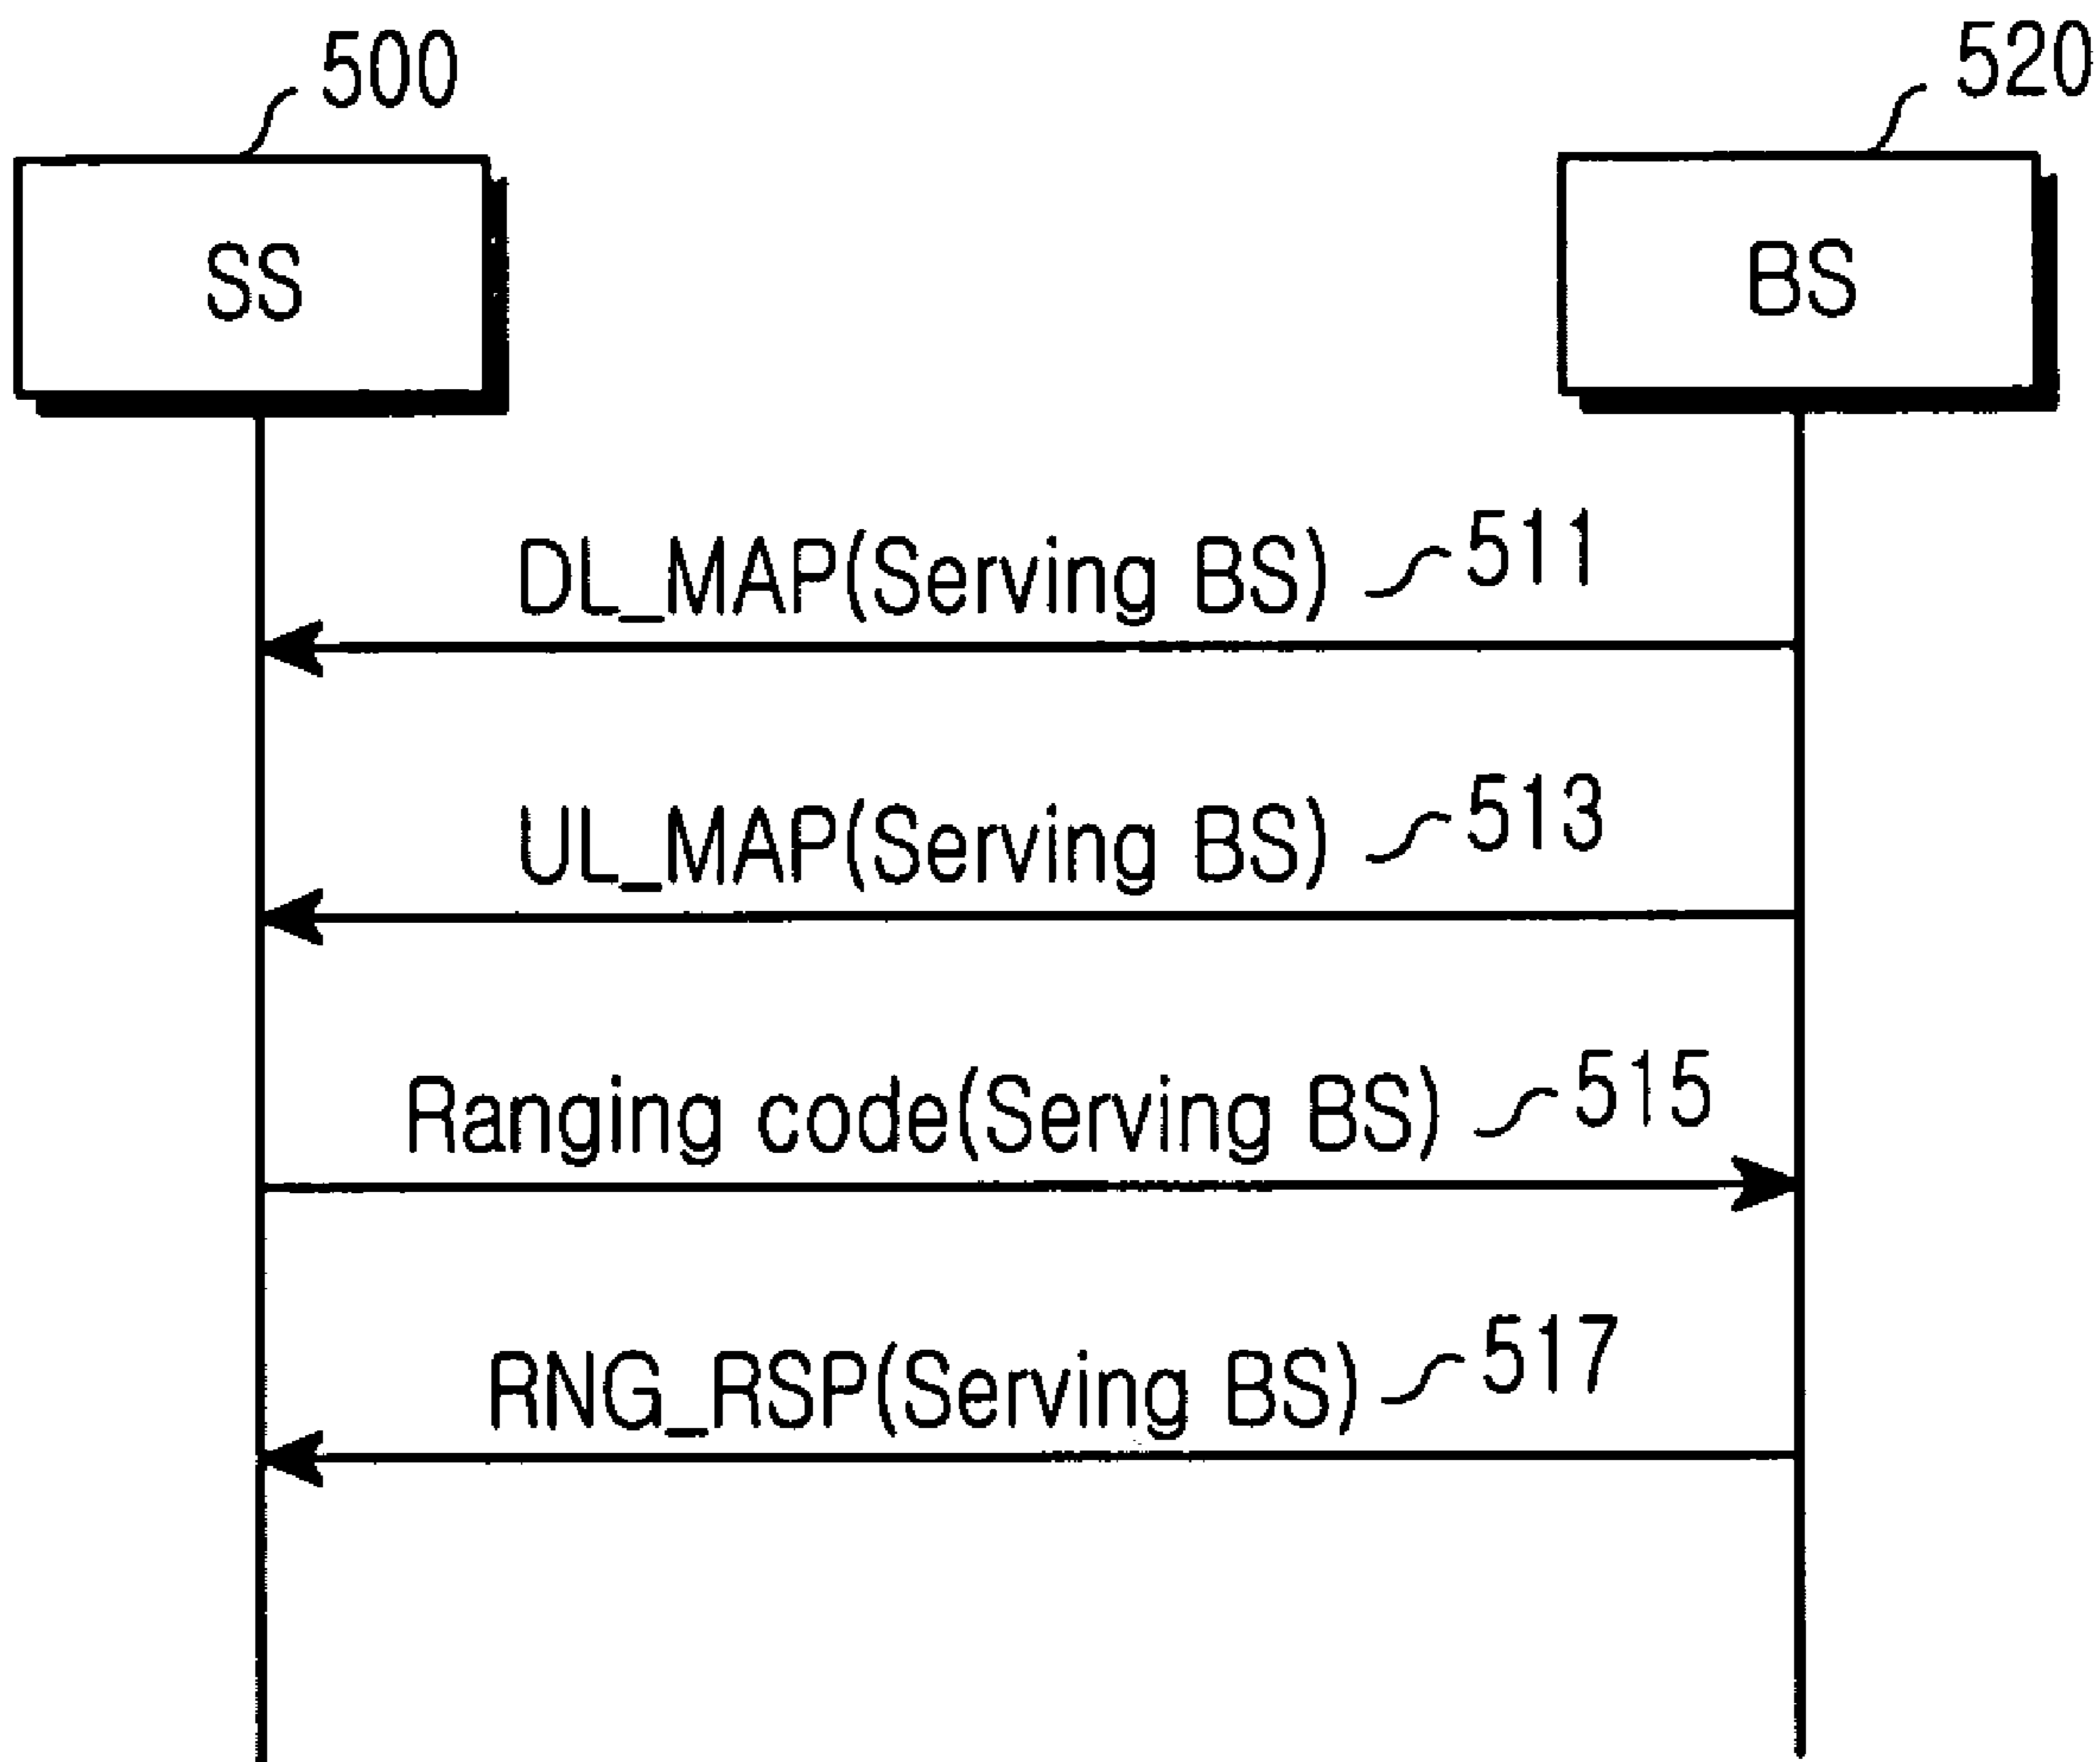 500
520
SS
BS
DL_MAP(Serving BS) 511
UL_MAP(Serving BS) 513
Ranging code(Serving BS) 515
RNG_RSP(Serving BS) 517